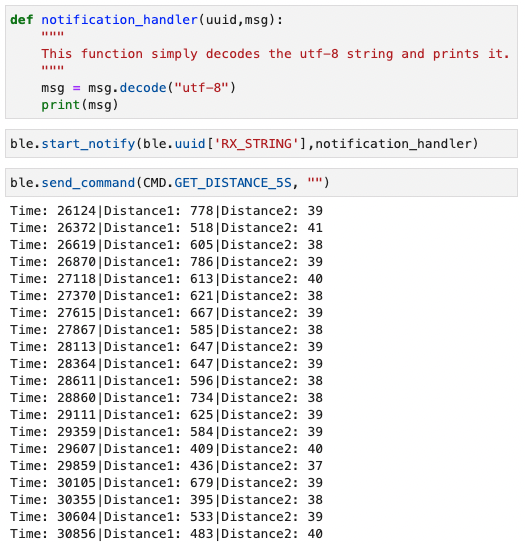 def notification_handler(uuid,msg):
    """
    This function simply decodes the utf-8 string and prints it.
    """
    msg = msg.decode("utf-8")
    print(msg)
ble.start_notify(ble.uuid['RX_STRING'],notification_handler)
ble.send_command(CMD.GET_DISTANCE_5S, "")
Time: 26124|Distance1: 778|Distance2: 39
Time: 26372|Distance1: 518|Distance2: 41
Time: 26619|Distance1: 605|Distance2: 38
Time: 26870|Distance1: 786|Distance2: 39
Time: 27118|Distance1: 613|Distance2: 40
Time: 27370|Distance1: 621|Distance2: 38
Time: 27615|Distance1: 667|Distance2: 39
Time: 27867|Distance1: 585|Distance2: 38
Time: 28113|Distance1: 647|Distance2: 39
Time: 28364|Distance1: 647|Distance2: 39
Time: 28611|Distance1: 596|Distance2: 38
Time: 28860|Distance1: 734|Distance2: 38
Time: 29111|Distance1: 625|Distance2: 39
Time: 29359|Distance1: 584|Distance2: 39
Time: 29607|Distance1: 409|Distance2: 40
Time: 29859|Distance1: 436|Distance2: 37
Time: 30105|Distance1: 679|Distance2: 39
Time: 30355|Distance1: 395|Distance2: 38
Time: 30604|Distance1: 533|Distance2: 39
Time: 30856|Distance1: 483|Distance2: 40